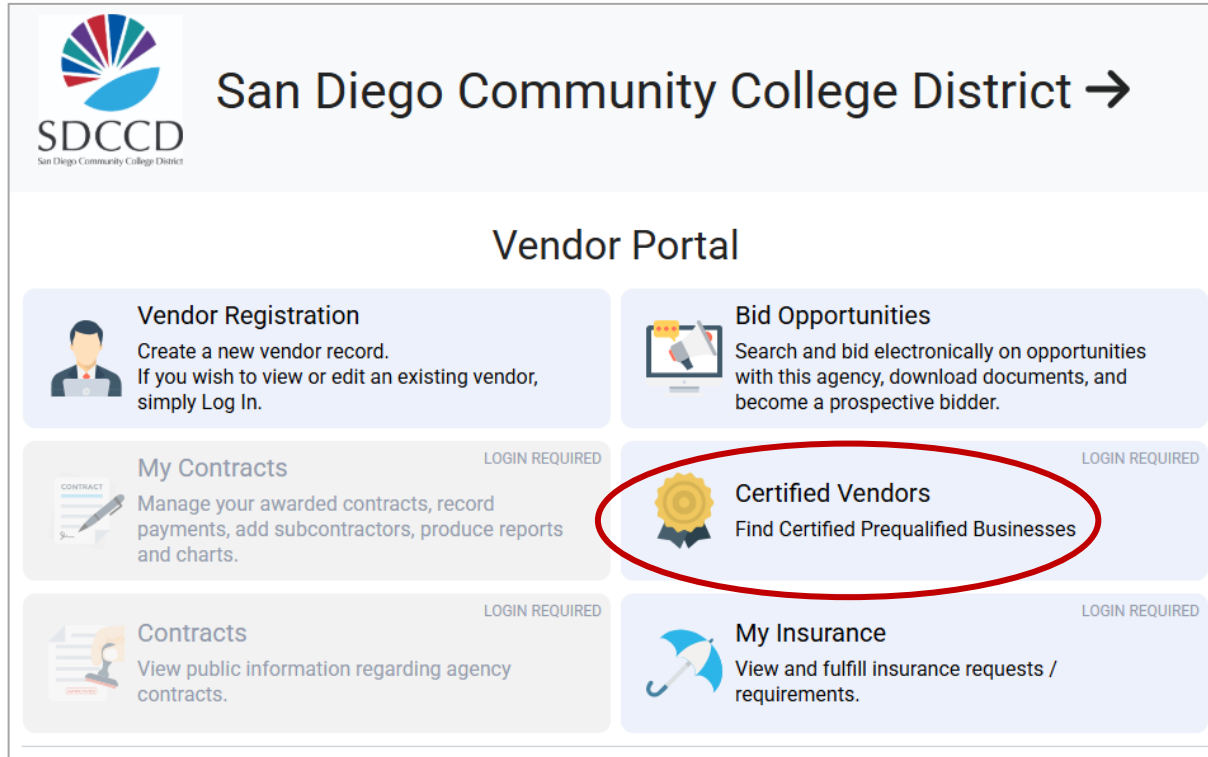 SDCCD
San Diego Community College District
San Diego Community College District →
Vendor Portal
Vendor Registration
Create a new vendor record.
If you wish to view or edit an existing vendor,
simply Log In.
Bid Opportunities
Search and bid electronically on opportunities
with this agency, download documents, and
become a prospective bidder.
CONTRACT
LOGIN REQUIRED
My Contracts
Manage your awarded contracts, record
payments, add subcontractors, produce reports
and charts.
LOGIN REQUIRED
Certified Vendors
Find Certified Prequalified Businesses
LOGIN REQUIRED
Contracts
View public information regarding agency
contracts.
LOGIN REQUIRED
My Insurance
View and fulfill insurance requests /
requirements.